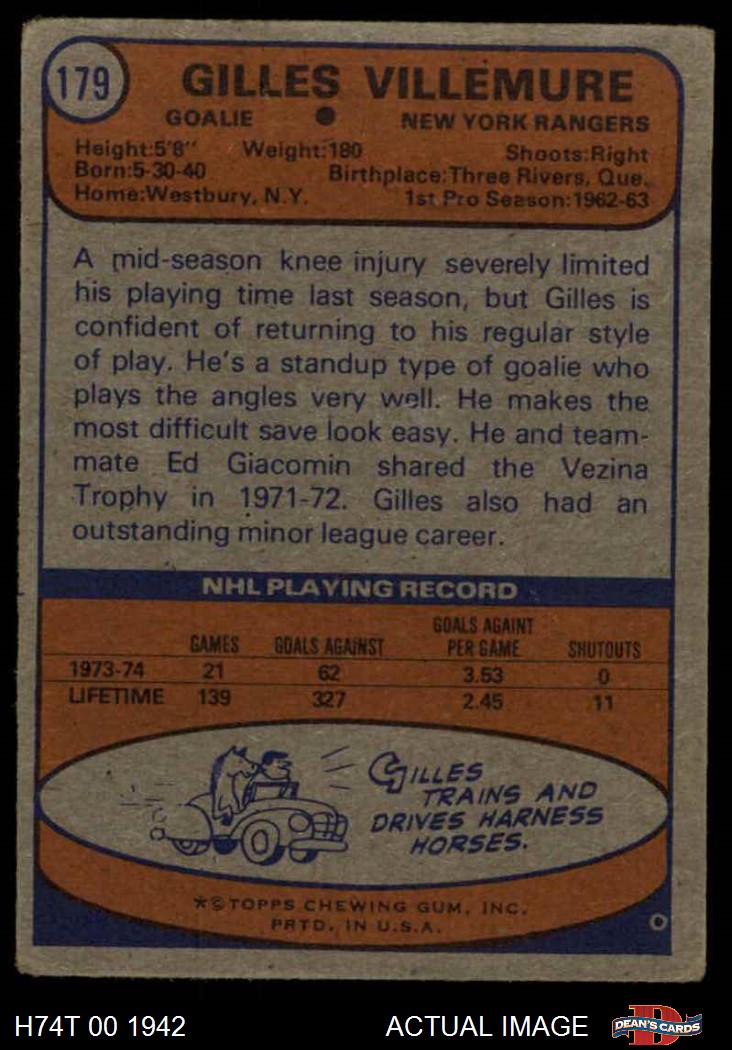 179
GILLES VILLEMURE
GOALIE • NEW YORK RANGERS
Height:5'8" Weight:180 Shoots:Right
Born:5-30-40 Birthplace:Three Rivers, Que.
Home:Westbury, N.Y. 1st Pro Season:1962-63
A mid-season knee injury severely limited
his playing time last season, but Gilles is
confident of returning to his regular style
of play. He's a standup type of goalie who
plays the angles very well. He makes the
most difficult save look easy. He and team-
mate Ed Giacomin shared the Vezina
Trophy in 1971-72. Gilles also had an
outstanding minor league career.
NHL PLAYING RECORD
GOALS AGAINT
GAMES GOALS AGAINST PER GAME SHUTOUTS
1973-74 21 62 3.53 0
LIFETIME 139 327 2.45 11
GILLES
TRAINS AND
DRIVES HARNESS
HORSES.
*©TOPPS CHEWING GUM, INC.
PRTD. IN U.S.A.
H74T 00 1942 ACTUAL IMAGE D DEAN'S CARDS